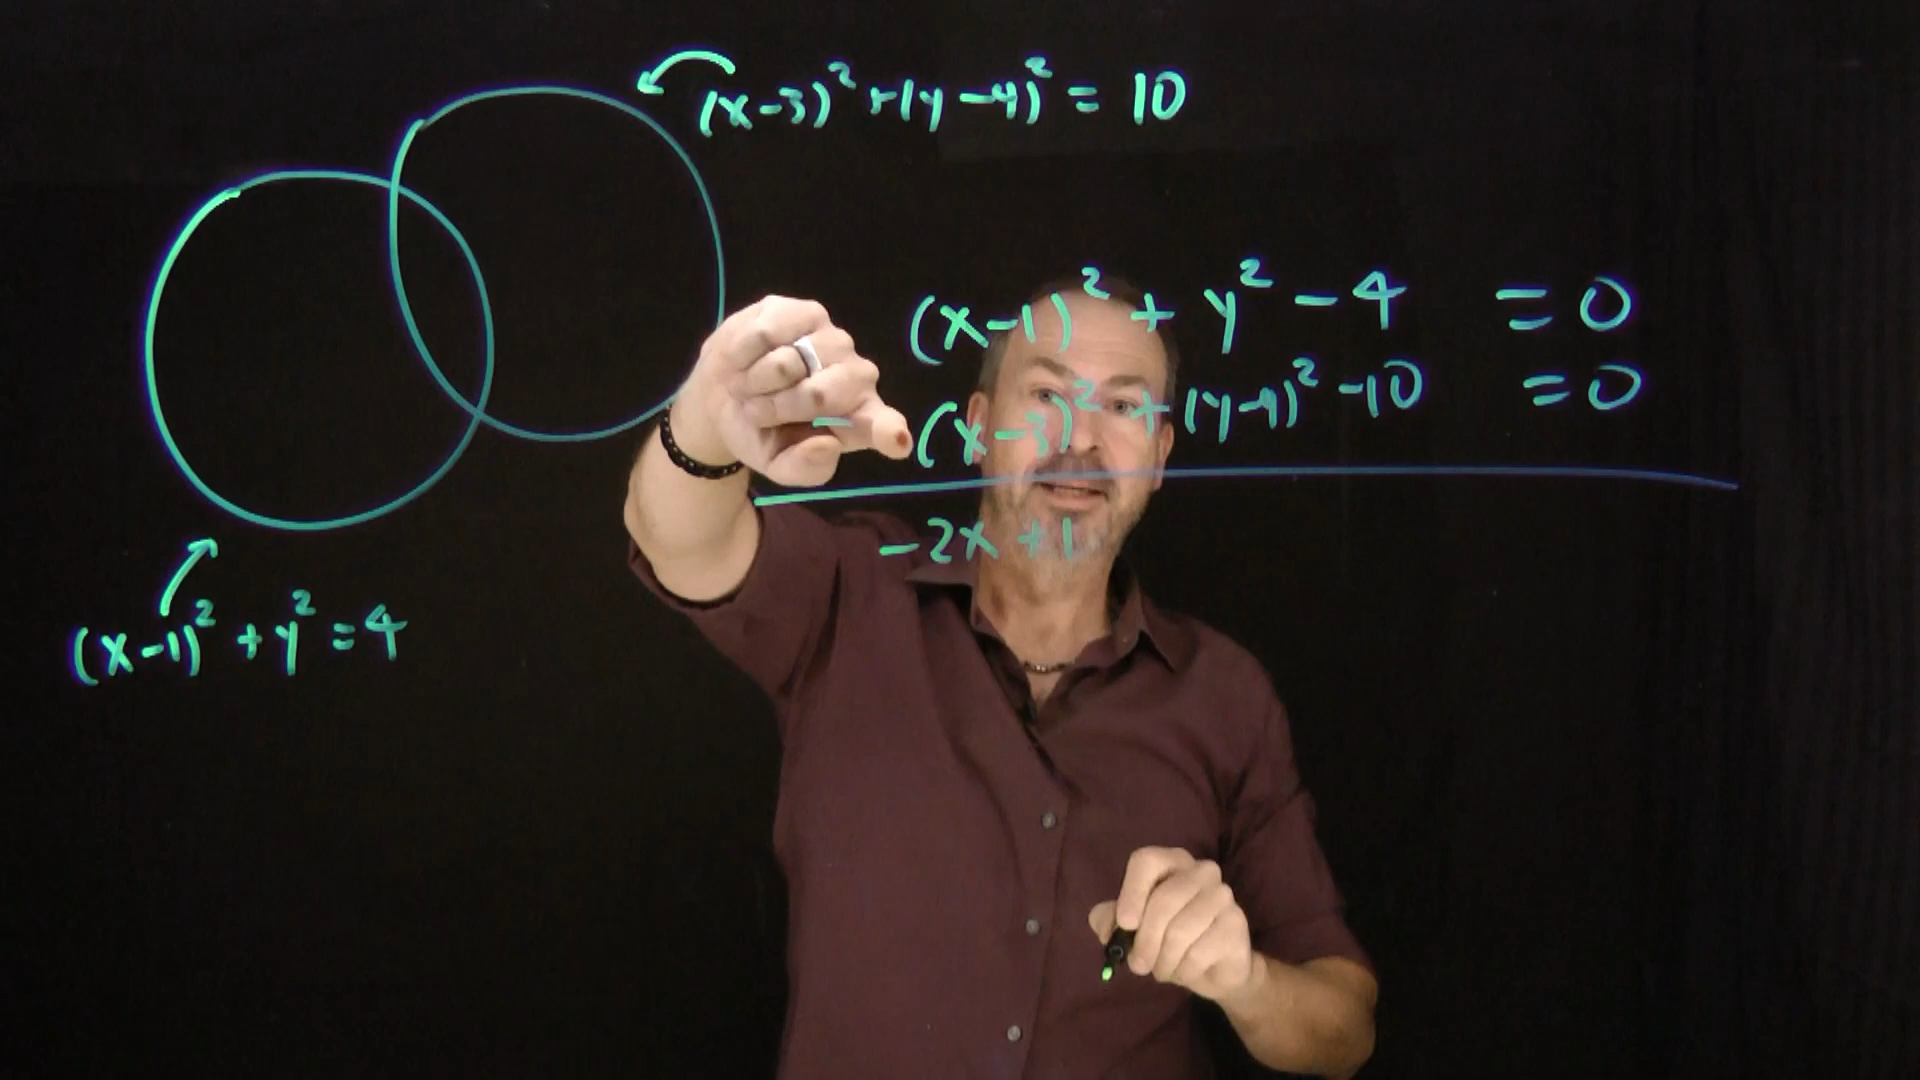 (x-3)² + (y-4)² = 10
(x-1)² + y² - 4 = 0
- (x-3)² + (y-4)² - 10 = 0
-2x + 1
(x-1)² + y² = 4